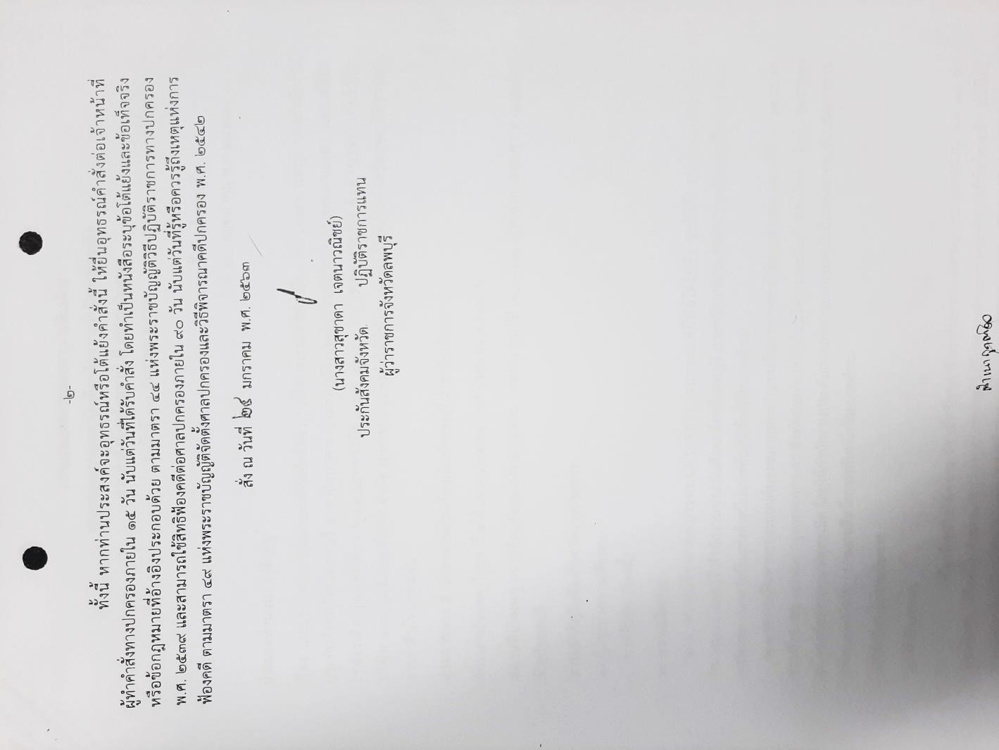 -๒-
ทั้งนี้ หากท่านประสงค์จะอุทธรณ์หรือโต้แย้งคำสั่งนี้ ให้ยื่นอุทธรณ์คำสั่งต่อเจ้าหน้าที่
ผู้ทำคำสั่งทางปกครองภายใน ๑๕ วัน นับแต่วันที่ได้รับคำสั่ง โดยทำเป็นหนังสือระบุข้อโต้แย้งและข้อเท็จจริง
หรือข้อกฎหมายที่อ้างอิงประกอบด้วย ตามมาตรา ๔๔ แห่งพระราชบัญญัติวิธีปฏิบัติราชการทางปกครอง
พ.ศ. ๒๕๓๙ และสามารถใช้สิทธิฟ้องคดีต่อศาลปกครองภายใน ๙๐ วัน นับแต่วันที่รู้หรือควรรู้ถึงเหตุแห่งการ
ฟ้องคดี ตามมาตรา ๔๙ แห่งพระราชบัญญัติจัดตั้งศาลปกครองและวิธีพิจารณาคดีปกครอง พ.ศ. ๒๕๔๒
สั่ง ณ วันที่ มกราคม พ.ศ. ๒๕๖๓
(นางสาวสุชาดา เจตนาวณิชย์)
ประกันสังคมจังหวัด ปฏิบัติราชการแทน
ผู้ว่าราชการจังหวัดลพบุรี
สำเนาถูกต้อง